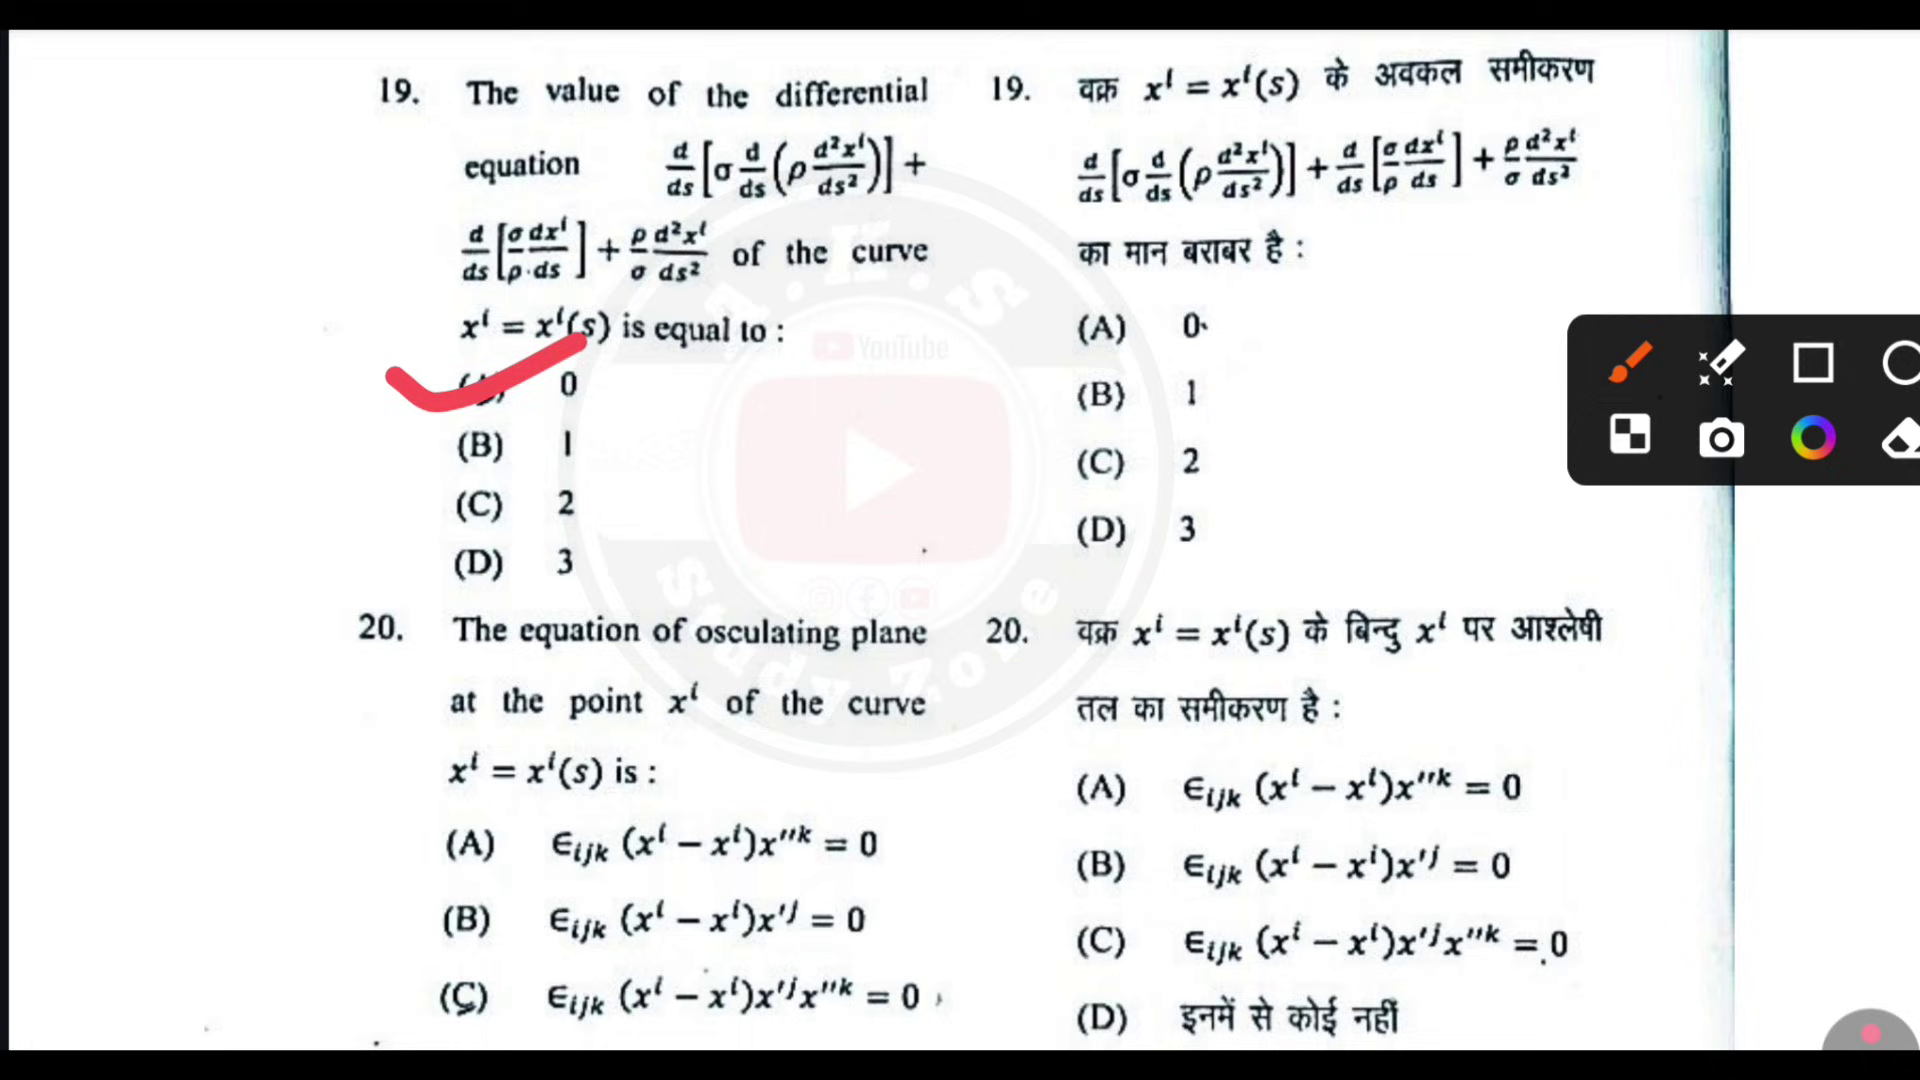 19. The value of the differential
equation d/ds [σ d/ds (ρ d²xⁱ/ds²)] +
d/ds [σ/ρ · dxⁱ/ds] + ρ/σ d²xⁱ/ds² of the curve
xⁱ = xⁱ(s) is equal to :
(A) 0
(B) 1
(C) 2
(D) 3
20. The equation of osculating plane
at the point xⁱ of the curve
xⁱ = xⁱ(s) is :
(A) ∈ᵢⱼₖ (xⁱ − xⁱ)x″ᵏ = 0
(B) ∈ᵢⱼₖ (xⁱ − xⁱ)x′ʲ = 0
(C) ∈ᵢⱼₖ (xⁱ − xⁱ)x′ʲx″ᵏ = 0
19. वक्र xⁱ = xⁱ(s) के अवकल समीकरण
d/ds [σ d/ds (ρ d²xⁱ/ds²)] + d/ds [σ/ρ dxⁱ/ds] + ρ/σ d²xⁱ/ds²
का मान बराबर है :
(A) 0
(B) 1
(C) 2
(D) 3
20. वक्र xⁱ = xⁱ(s) के बिन्दु xⁱ पर आश्लेषी
तल का समीकरण है :
(A) ∈ᵢⱼₖ (xⁱ − xⁱ)x″ᵏ = 0
(B) ∈ᵢⱼₖ (xⁱ − xⁱ)x′ʲ = 0
(C) ∈ᵢⱼₖ (xⁱ − xⁱ)x′ʲx″ᵏ = 0
(D) इनमें से कोई नहीं
YouTube
Study Zone